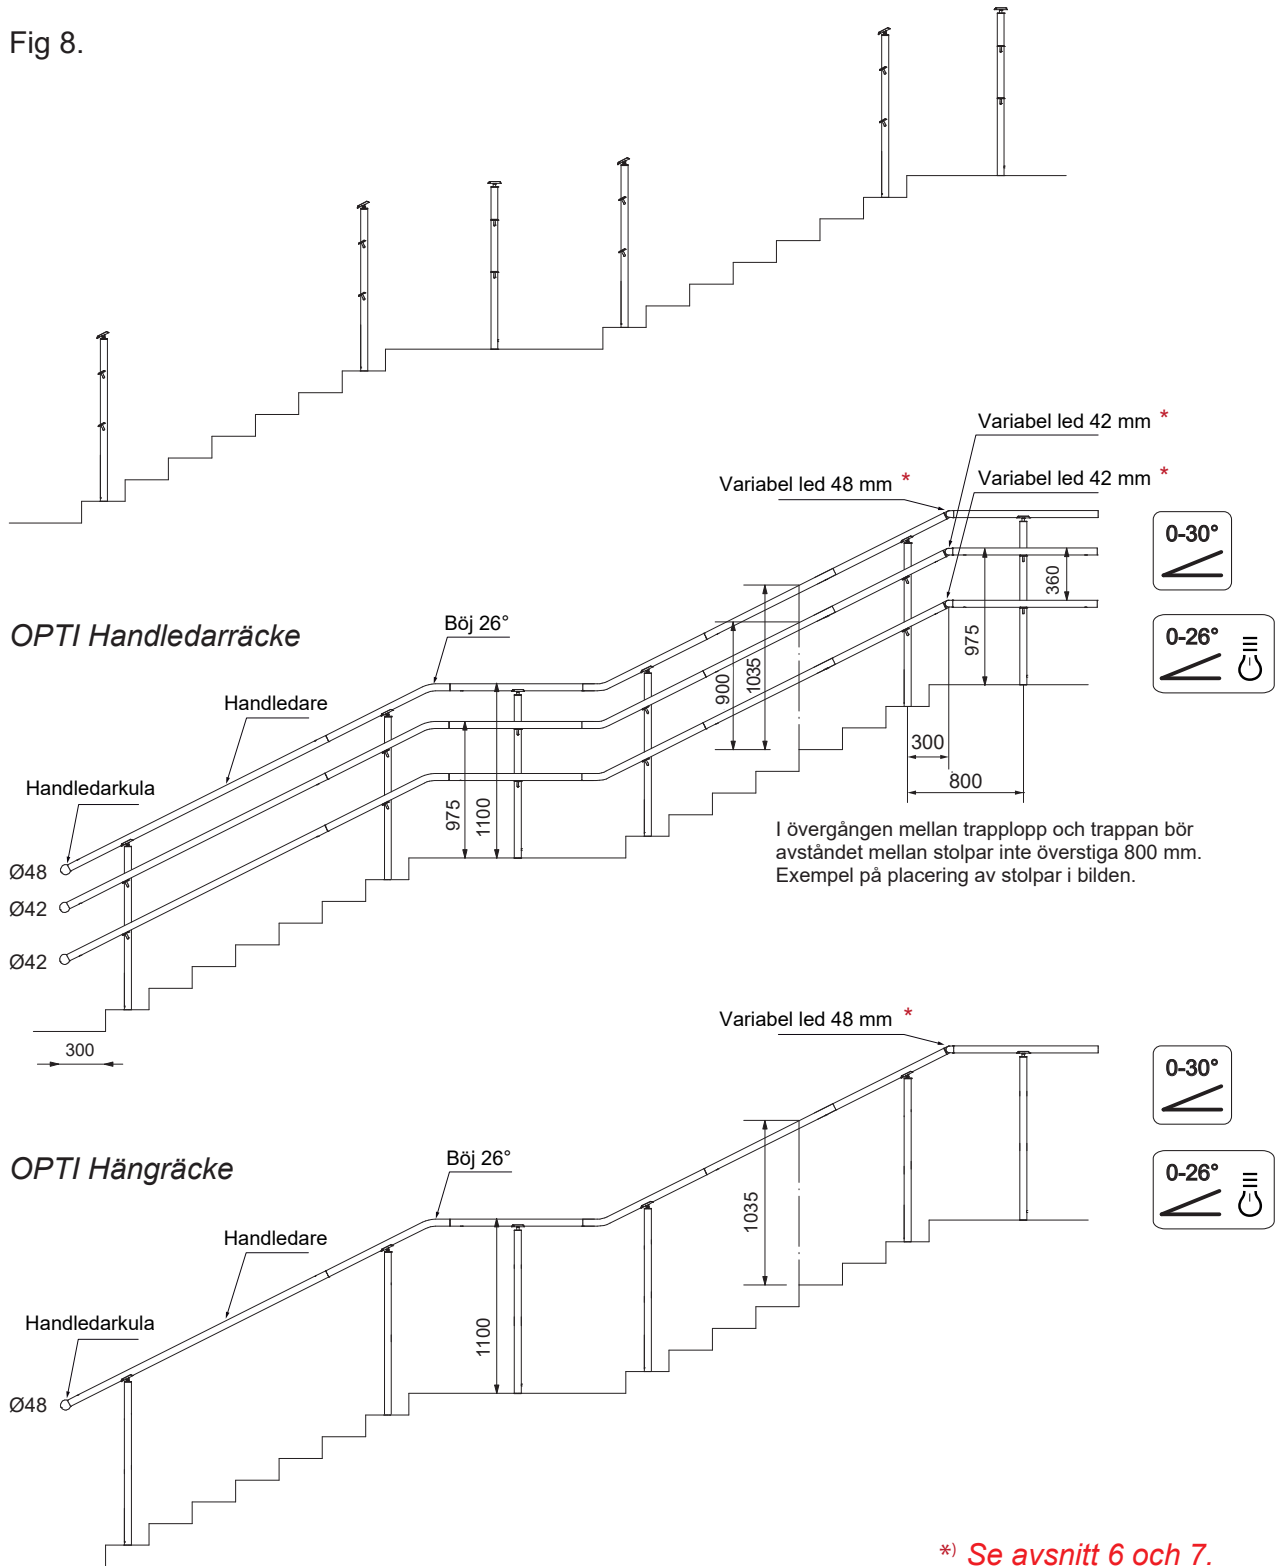 Fig 8.
Variabel led 42 mm *
Variabel led 48 mm *
Variabel led 42 mm *
0-30°
360
OPTI Handledarräcke
Böj 26°
0-26°
975
900
1035
Handledare
300
Handledarkula
800
975
1100
I övergången mellan trapplopp och trappan bör
avståndet mellan stolpar inte överstiga 800 mm.
Exempel på placering av stolpar i bilden.
Ø48
Ø42
Ø42
300
Variabel led 48 mm *
0-30°
OPTI Hängräcke
Böj 26°
0-26°
1035
Handledare
Handledarkula
1100
Ø48
*) Se avsnitt 6 och 7.